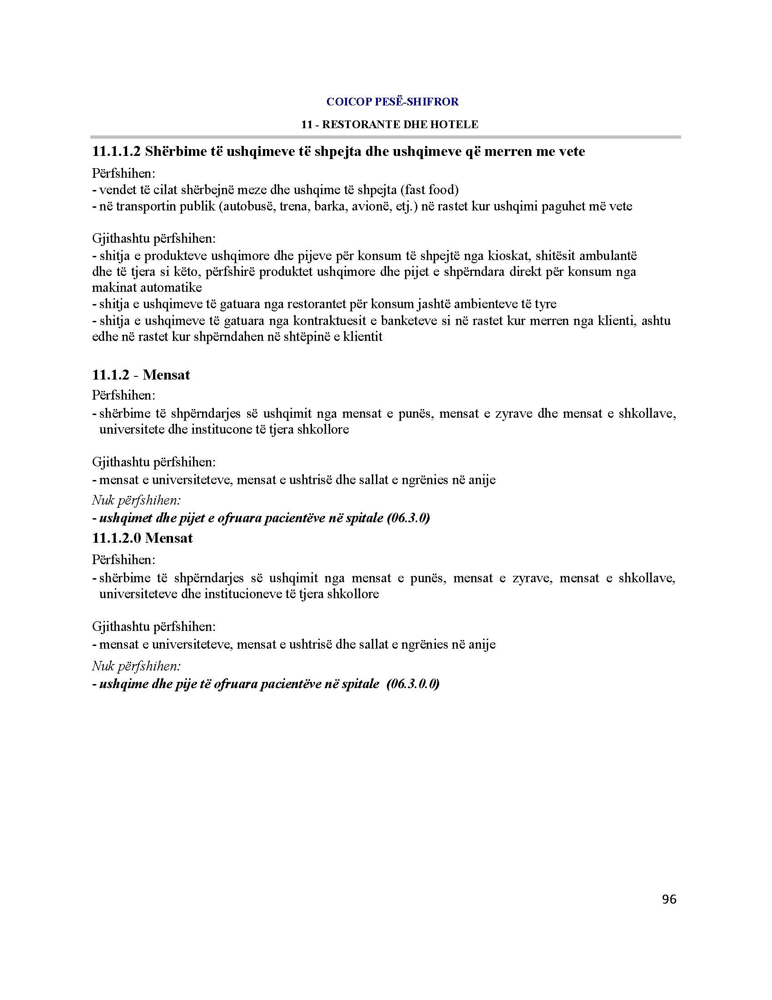 COICOP PESË-SHIFROR
11 - RESTORANTE DHE HOTELE
11.1.1.2 Shërbime të ushqimeve të shpejta dhe ushqimeve që merren me vete
Përfshihen:
- vendet të cilat shërbejnë meze dhe ushqime të shpejta (fast food)
- në transportin publik (autobusë, trena, barka, avionë, etj.) në rastet kur ushqimi paguhet më vete
Gjithashtu përfshihen:
- shitja e produkteve ushqimore dhe pijeve për konsum të shpejtë nga kioskat, shitësit ambulantë
dhe të tjera si këto, përfshirë produktet ushqimore dhe pijet e shpërndara direkt për konsum nga
makinat automatike
- shitja e ushqimeve të gatuara nga restorantet për konsum jashtë ambienteve të tyre
- shitja e ushqimeve të gatuara nga kontraktuesit e banketeve si në rastet kur merren nga klienti, ashtu
edhe në rastet kur shpërndahen në shtëpinë e klientit
11.1.2 - Mensat
Përfshihen:
- shërbime të shpërndarjes së ushqimit nga mensat e punës, mensat e zyrave dhe mensat e shkollave,
universitete dhe institucone të tjera shkollore
Gjithashtu përfshihen:
- mensat e universiteteve, mensat e ushtrisë dhe sallat e ngrënies në anije
Nuk përfshihen:
- ushqimet dhe pijet e ofruara pacientëve në spitale (06.3.0)
11.1.2.0 Mensat
Përfshihen:
- shërbime të shpërndarjes së ushqimit nga mensat e punës, mensat e zyrave, mensat e shkollave,
universiteteve dhe institucioneve të tjera shkollore
Gjithashtu përfshihen:
- mensat e universiteteve, mensat e ushtrisë dhe sallat e ngrënies në anije
Nuk përfshihen:
- ushqime dhe pije të ofruara pacientëve në spitale (06.3.0.0)
96